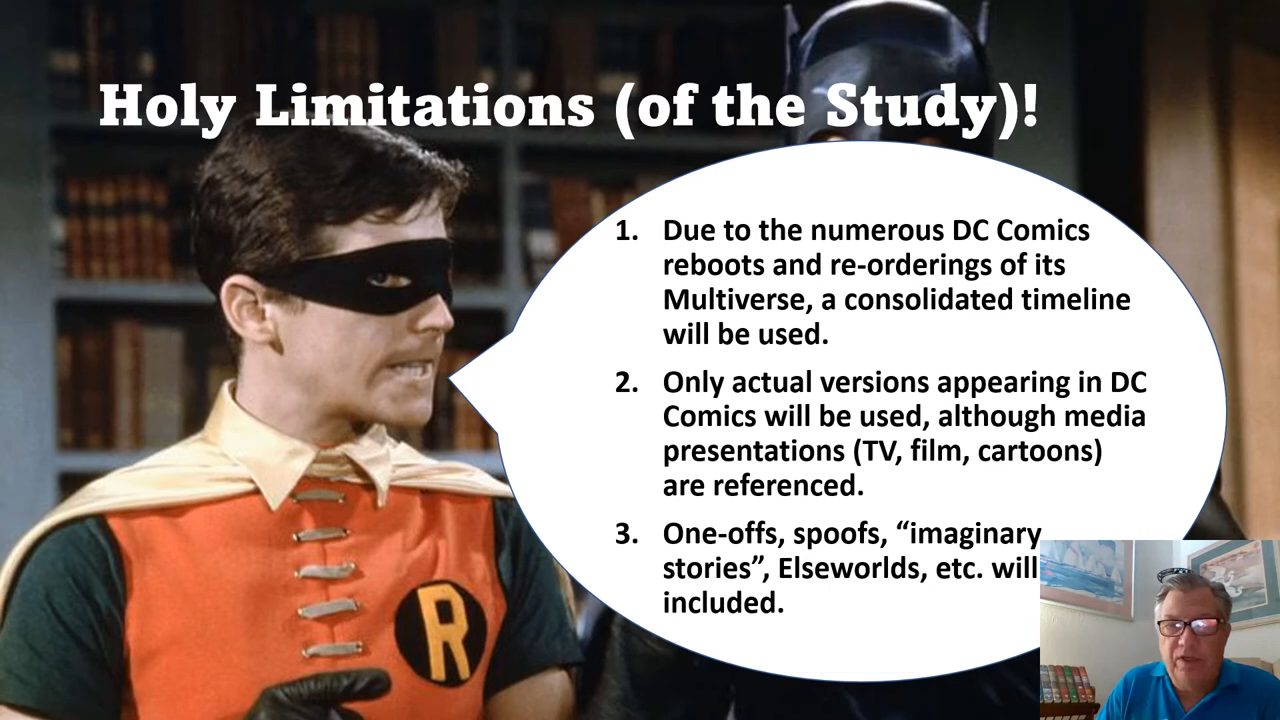 Holy Limitations (of the Study)!
1. Due to the numerous DC Comics
reboots and re-orderings of its
Multiverse, a consolidated timeline
will be used.
2. Only actual versions appearing in DC
Comics will be used, although media
presentations (TV, film, cartoons)
are referenced.
3. One-offs, spoofs, “imaginary
stories”, Elseworlds, etc. will
included.
R